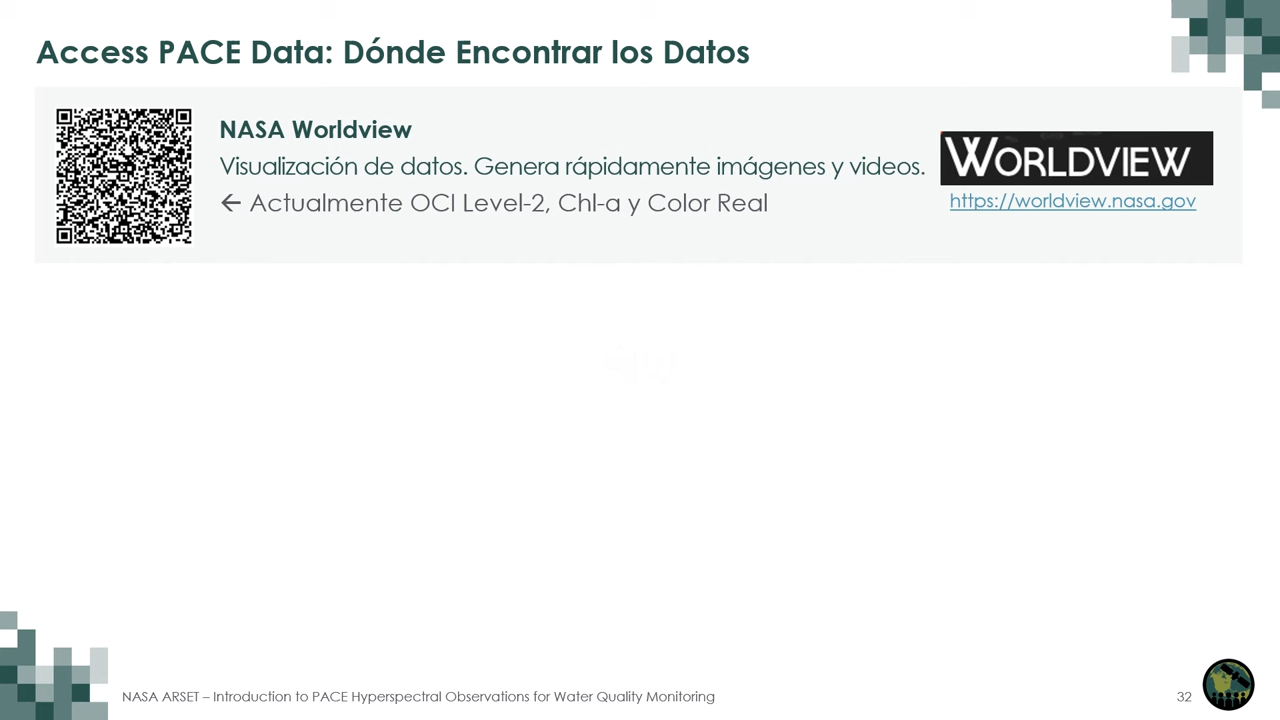 Access PACE Data: Dónde Encontrar los Datos
NASA Worldview
Visualización de datos. Genera rápidamente imágenes y videos.
← Actualmente OCI Level-2, Chl-a y Color Real
WORLDVIEW
https://worldview.nasa.gov
NASA ARSET – Introduction to PACE Hyperspectral Observations for Water Quality Monitoring
32